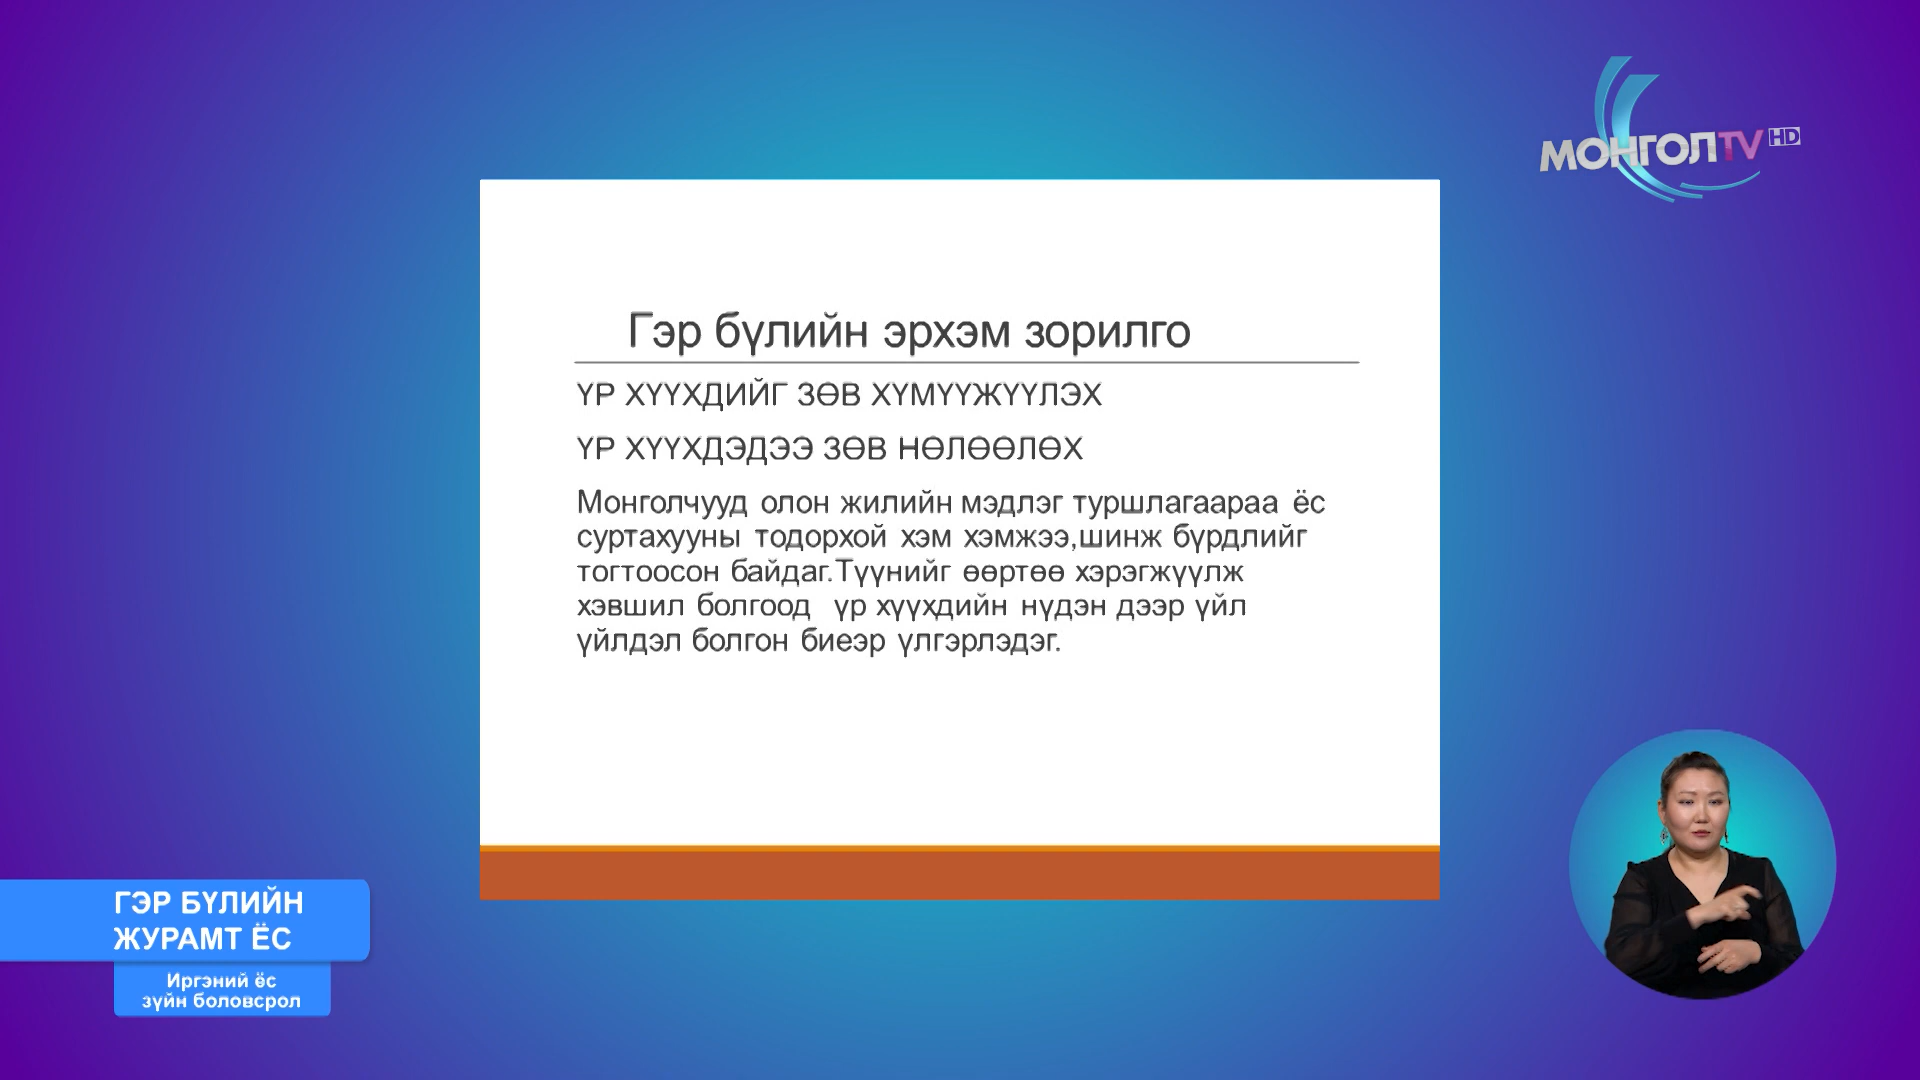 МОНГОЛTV HD
Гэр бүлийн эрхэм зорилго
ҮР ХҮҮХДИЙГ ЗӨВ ХҮМҮҮЖҮҮЛЭХ
ҮР ХҮҮХДЭДЭЭ ЗӨВ НӨЛӨӨЛӨХ
Монголчууд олон жилийн мэдлэг туршлагаараа ёс
суртахууны тодорхой хэм хэмжээ,шинж бүрдлийг
тогтоосон байдаг.Түүнийг өөртөө хэрэгжүүлж
хэвшил болгоод үр хүүхдийн нүдэн дээр үйл
үйлдэл болгон биеэр үлгэрлэдэг.
ГЭР БҮЛИЙН
ЖУРАМТ ЁС
Иргэний ёс
зүйн боловсрол